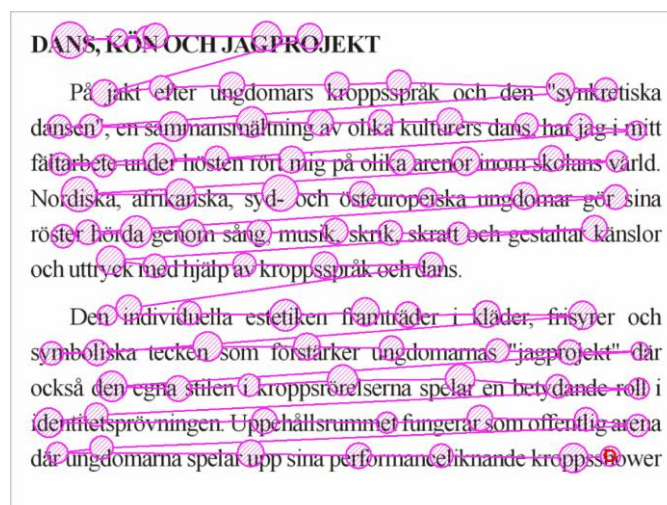 DANS, KÖN OCH JAGPROJEKT
På jakt efter ungdomars kroppsspråk och den "synkretiska
dansen", en sammansmältning av olika kulturers dans, har jag i mitt
fältarbete under hösten rört mig på olika arenor inom skolans värld.
Nordiska, afrikanska, syd- och östeuropeiska ungdomar gör sina
röster hörda genom sång, musik, skrik, skratt och gestaltar känslor
och uttryck med hjälp av kroppsspråk och dans.
Den individuella estetiken framträder i kläder, frisyrer och
symboliska tecken som förstärker ungdomarnas "jagprojekt" där
också den egna stilen i kroppsrörelserna spelar en betydande roll i
identitetsprövningen. Uppehållsrummet fungerar som offentlig arena
där ungdomarna spelar upp sina performanceliknande kroppsshower